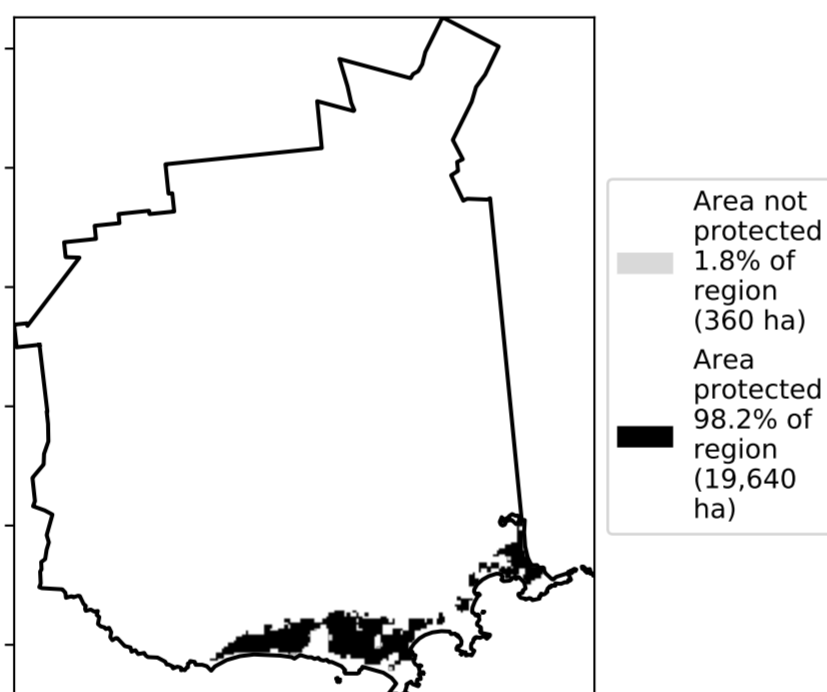 Area not
protected
1.8% of
region
(360 ha)
Area
protected
98.2% of
region
(19,640
ha)